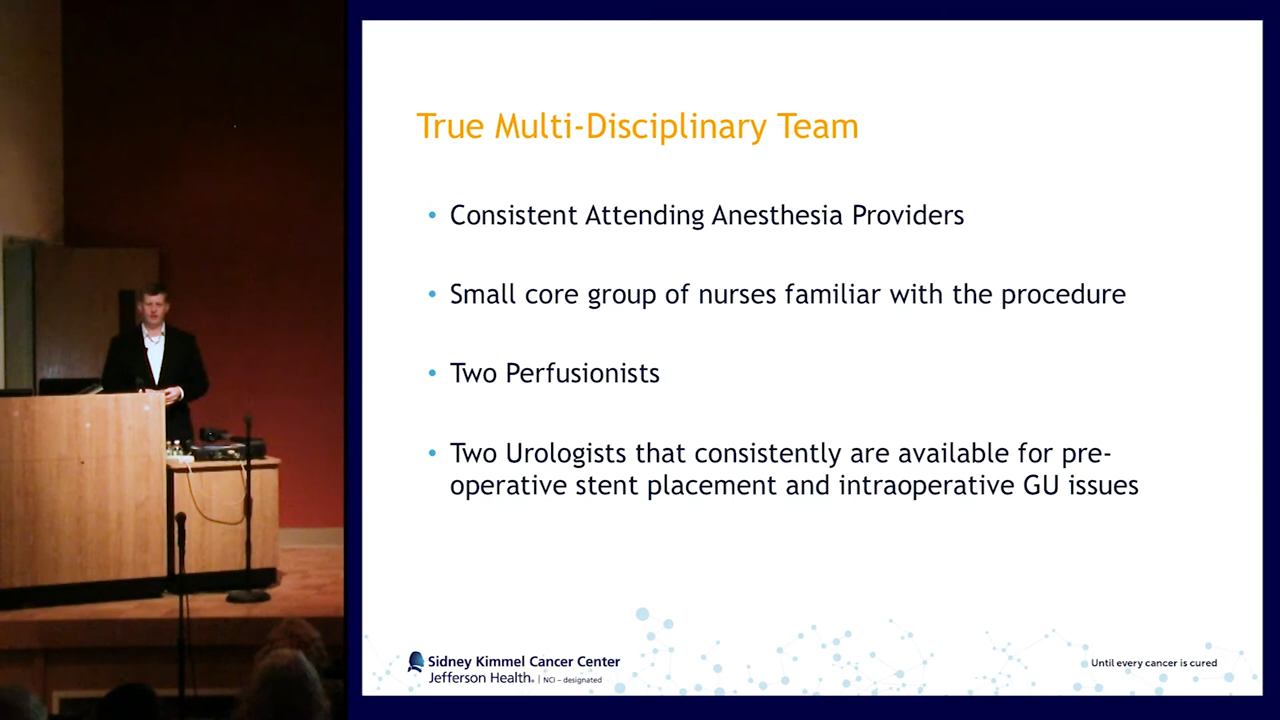 True Multi-Disciplinary Team
• Consistent Attending Anesthesia Providers
• Small core group of nurses familiar with the procedure
• Two Perfusionists
• Two Urologists that consistently are available for pre-
operative stent placement and intraoperative GU issues
Sidney Kimmel Cancer Center
Jefferson Health® | NCI – designated
Until every cancer is cured